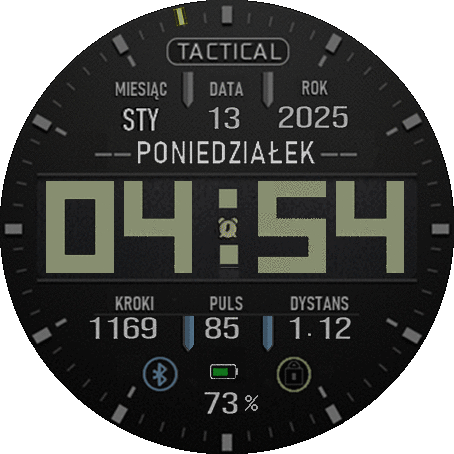 TACTICAL
MIESIĄC DATA ROK
STY 13 2025
PONIEDZIAŁEK
04:54
KROKI PULS DYSTANS
1169 85 1.12
73%